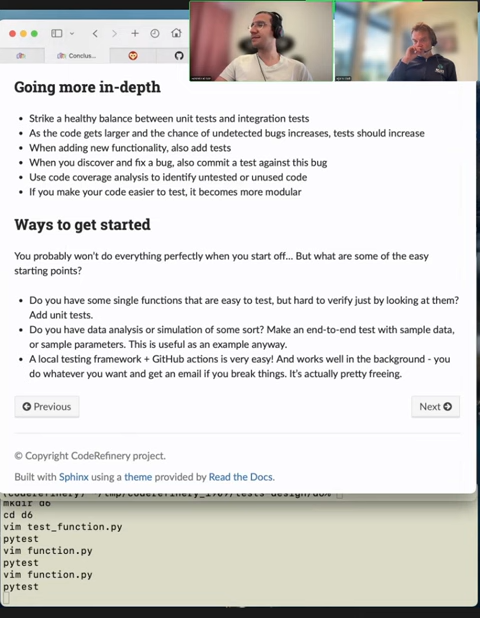 Conclus...
Going more in-depth
• Strike a healthy balance between unit tests and integration tests
• As the code gets larger and the chance of undetected bugs increases, tests should increase
• When adding new functionality, also add tests
• When you discover and fix a bug, also commit a test against this bug
• Use code coverage analysis to identify untested or unused code
• If you make your code easier to test, it becomes more modular
Ways to get started
You probably won't do everything perfectly when you start off... But what are some of the easy
starting points?
• Do you have some single functions that are easy to test, but hard to verify just by looking at them?
Add unit tests.
• Do you have data analysis or simulation of some sort? Make an end-to-end test with sample data,
or sample parameters. This is useful as an example anyway.
• A local testing framework + GitHub actions is very easy! And works well in the background - you
do whatever you want and get an email if you break things. It's actually pretty freeing.
Previous
Next
© Copyright CodeRefinery project.
Built with Sphinx using a theme provided by Read the Docs.
mkdir d6
cd d6
vim test_function.py
pytest
vim function.py
pytest
vim function.py
pytest